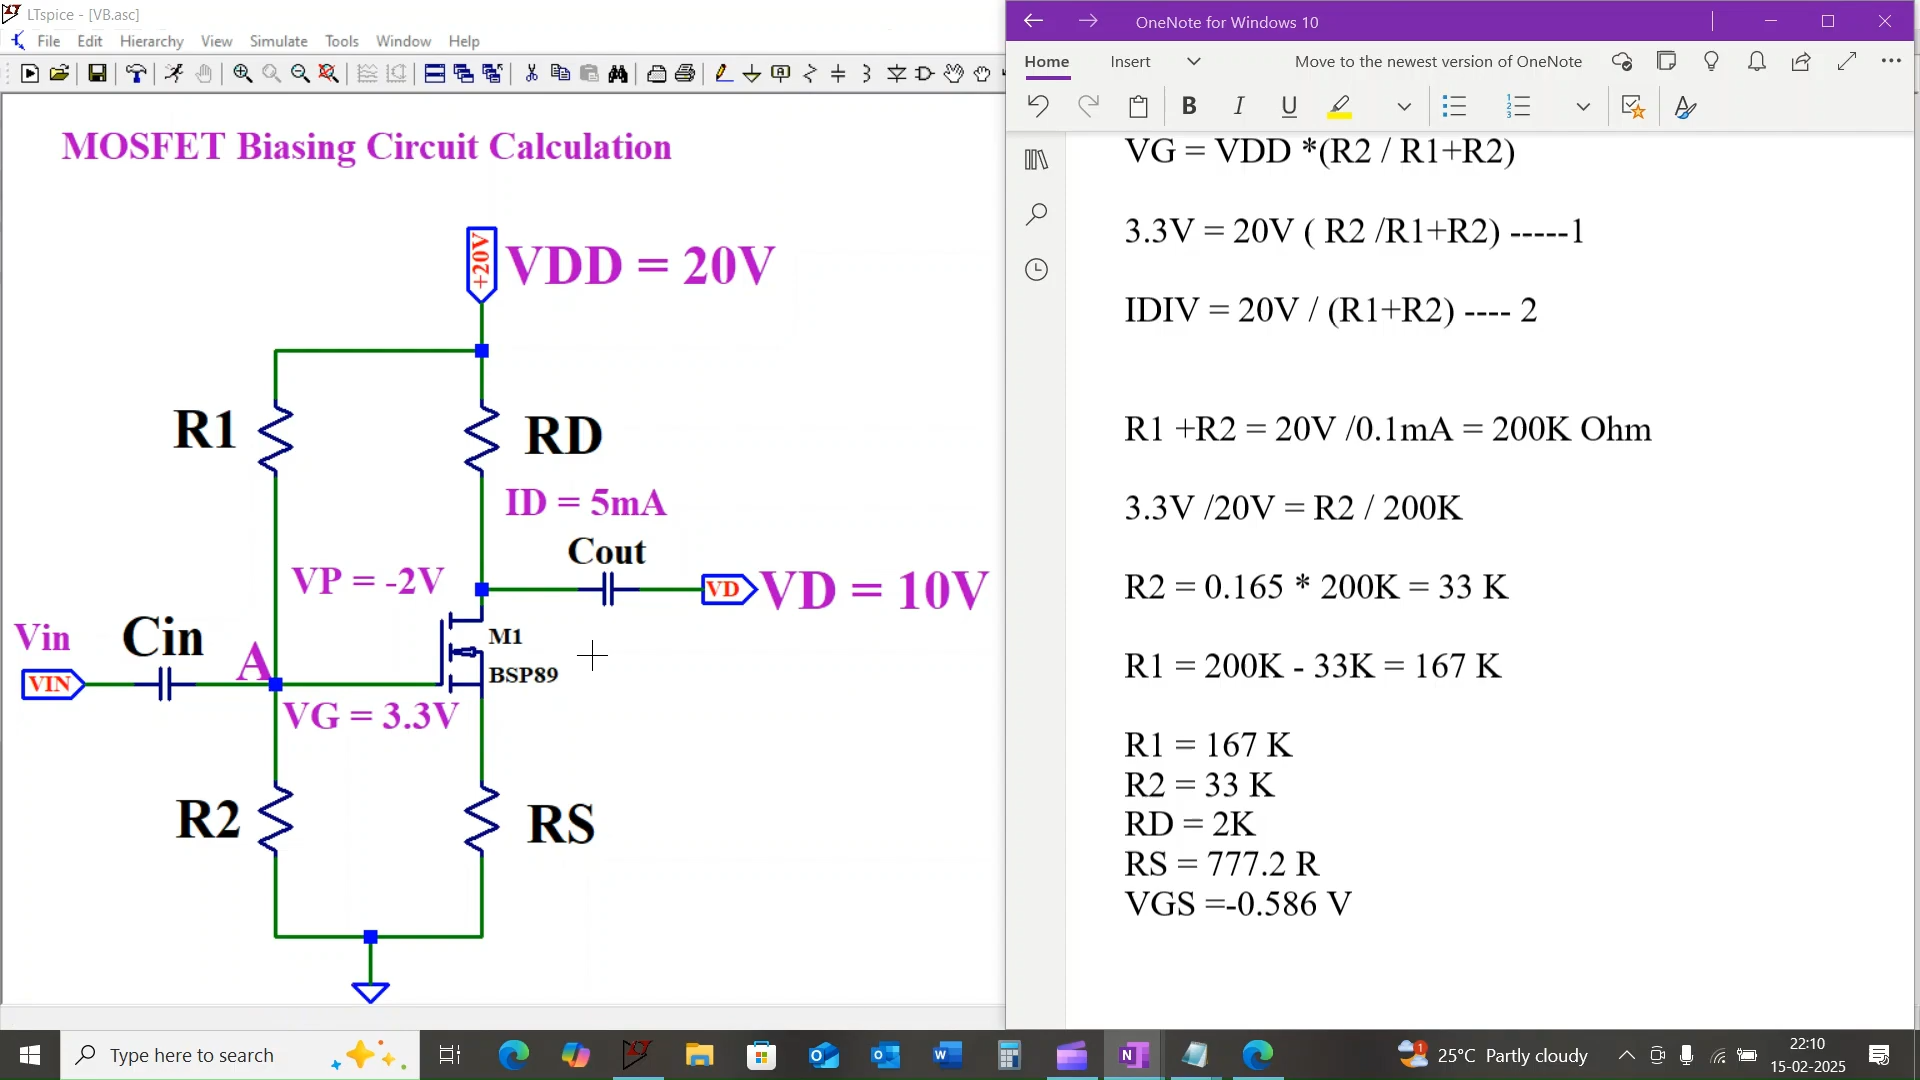 LTspice - [VB.asc]
File Edit Hierarchy View Simulate Tools Window Help
MOSFET Biasing Circuit Calculation
+20V
VDD = 20V
R1
RD
ID = 5mA
Cout
VP = -2V
VD
VD = 10V
Vin
Cin
A
M1
BSP89
VIN
VG = 3.3V
R2
RS
OneNote for Windows 10
Home Insert Move to the newest version of OneNote
B I U
VG = VDD *(R2 / R1+R2)
3.3V = 20V ( R2 /R1+R2) -----1
IDIV = 20V / (R1+R2) ---- 2
R1 +R2 = 20V /0.1mA = 200K Ohm
3.3V /20V = R2 / 200K
R2 = 0.165 * 200K = 33 K
R1 = 200K - 33K = 167 K
R1 = 167 K
R2 = 33 K
RD = 2K
RS = 777.2 R
VGS =-0.586 V
Type here to search
25°C Partly cloudy
22:10
15-02-2025